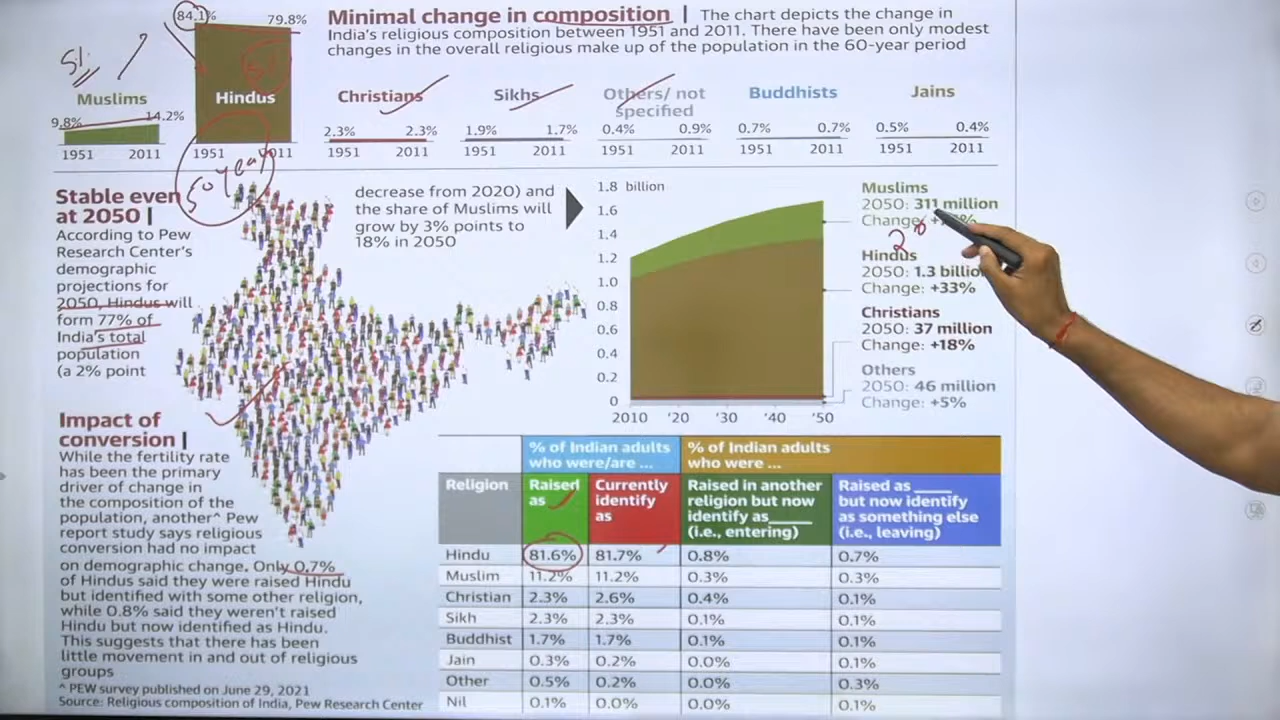 84.1%
79.8%
Minimal change in composition | The chart depicts the change in
India's religious composition between 1951 and 2011. There have been only modest
changes in the overall religious make up of the population in the 60-year period
5%
5%
Muslims
Hindus
Christians
Sikhs
Others/ not
specified
Buddhists
Jains
9.8%
14.2%
2.3%
2.3%
1.9%
1.7%
0.4%
0.9%
0.7%
0.7%
0.5%
0.4%
1951
2011
1951
2011
1951
2011
1951
2011
1951
2011
1951
2011
1951
2011
50 year
Stable even
at 2050 |
According to Pew
Research Center's
demographic
projections for
2050, Hindus will
form 77% of
India's total
population
(a 2% point
decrease from 2020) and
the share of Muslims will
grow by 3% points to
18% in 2050
1.8 billion
1.6
1.4
1.2
1.0
0.8
0.6
0.4
0.2
0
2010
'20
'30
'40
'50
Muslims
2050: 311 million
Change:
28
Hindus
2050: 1.3 billion
Change: +33%
Christians
2050: 37 million
Change: +18%
Others
2050: 46 million
Change: +5%
Impact of
conversion |
While the fertility rate
has been the primary
driver of change in
the composition of the
population, another^ Pew
report study says religious
conversion had no impact
on demographic change. Only 0.7%
of Hindus said they were raised Hindu
but identified with some other religion,
while 0.8% said they weren't raised
Hindu but now identified as Hindu.
This suggests that there has been
little movement in and out of religious
groups
^ PEW survey published on June 29, 2021
Source: Religious composition of India, Pew Research Center
% of Indian adults
who were/are ...
% of Indian adults
who were ...
Religion
Raised
as
Currently
identify
as
Raised in another
religion but now
identify as____
(i.e., entering)
Raised as ____
but now identify
as something else
(i.e., leaving)
Hindu 81.6% 81.7% 0.8% 0.7%
Muslim 11.2% 11.2% 0.3% 0.3%
Christian 2.3% 2.6% 0.4% 0.1%
Sikh 2.3% 2.3% 0.1% 0.1%
Buddhist 1.7% 1.7% 0.1% 0.1%
Jain 0.3% 0.2% 0.0% 0.1%
Other 0.5% 0.2% 0.0% 0.3%
Nil 0.1% 0.0% 0.0% 0.1%